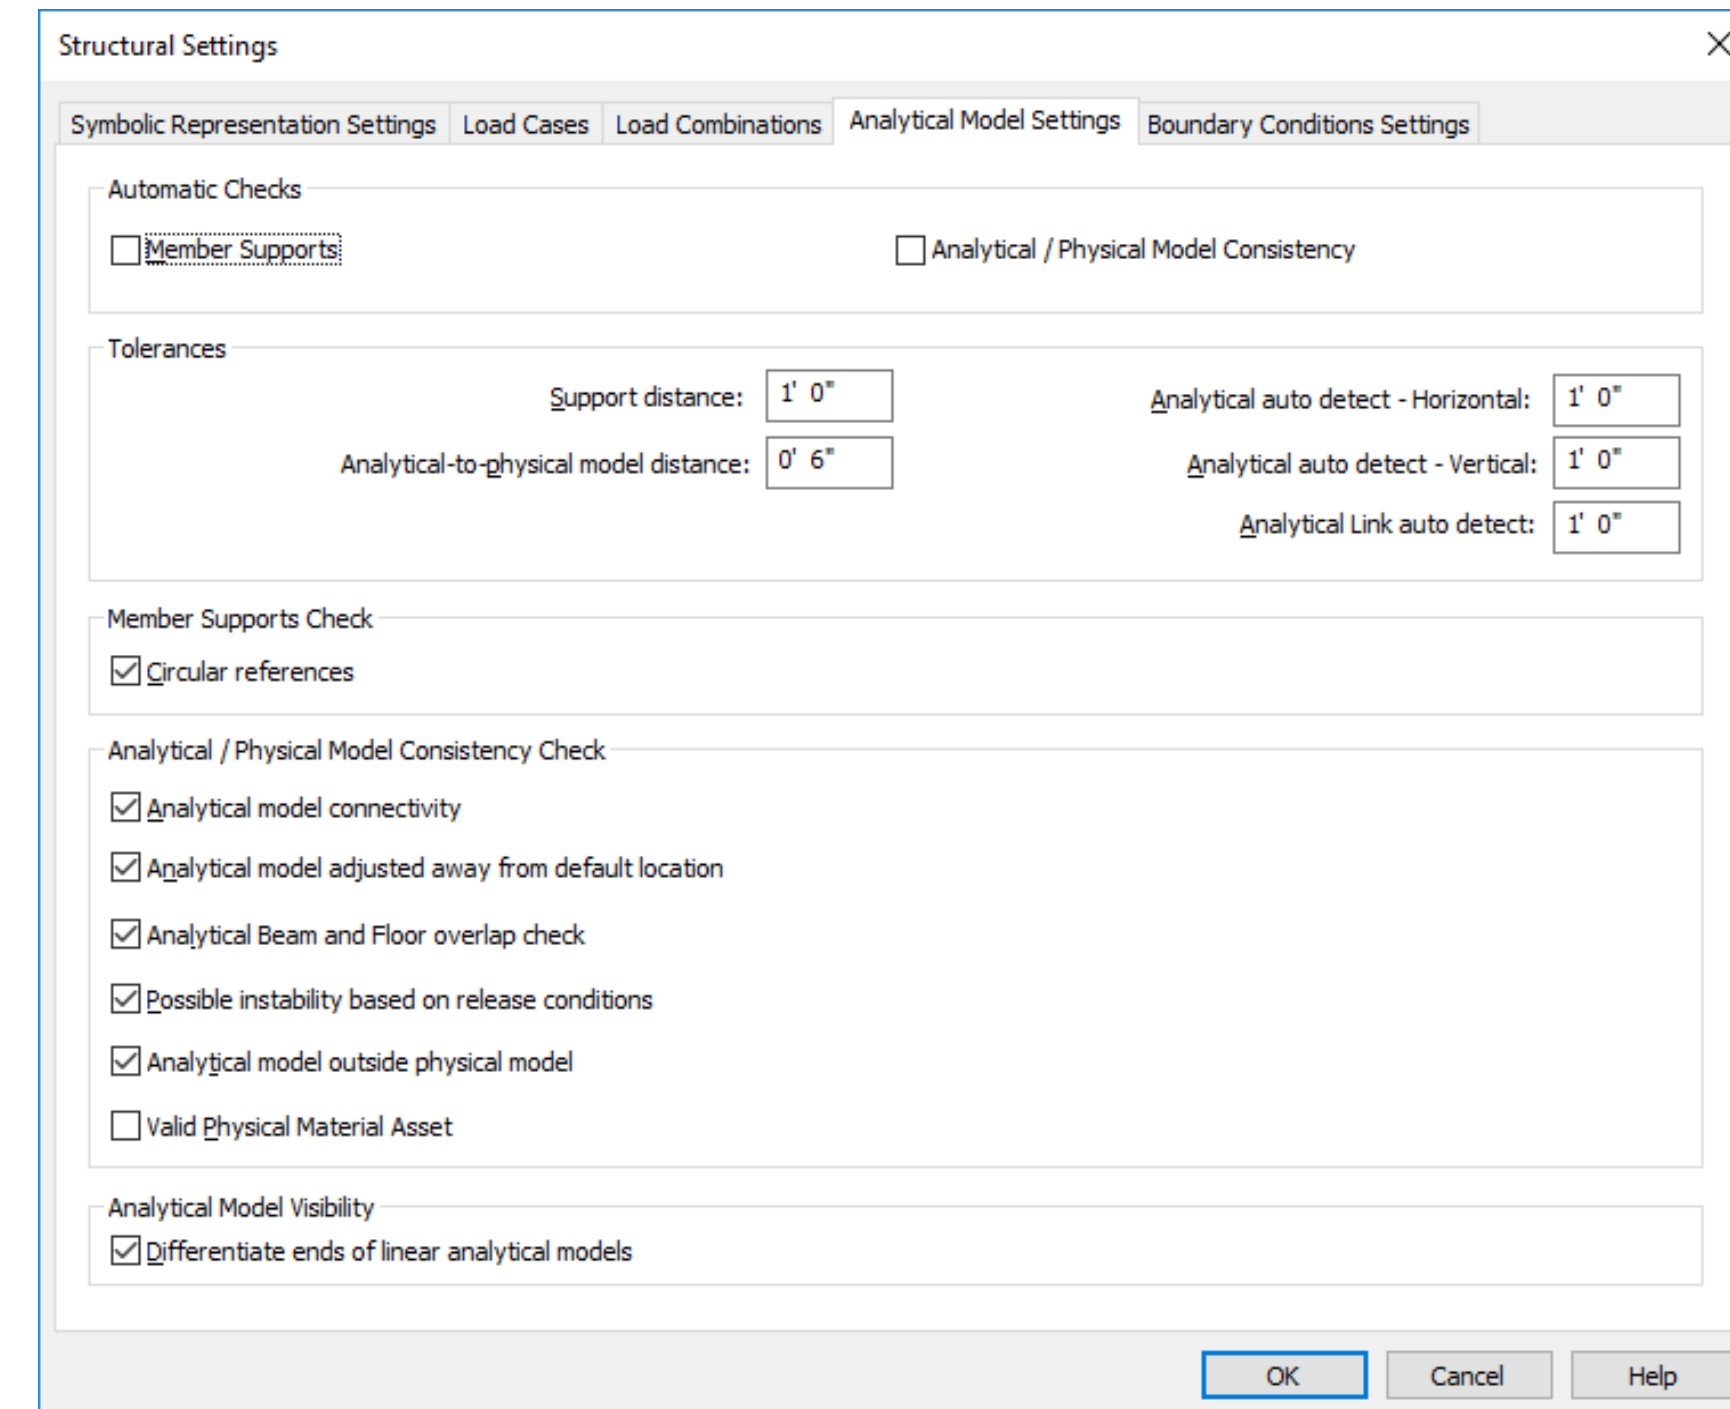 Structural Settings
Symbolic Representation Settings Load Cases Load Combinations Analytical Model Settings Boundary Conditions Settings
Automatic Checks
Member Supports Analytical / Physical Model Consistency
Tolerances
Support distance: 1' 0" Analytical auto detect - Horizontal: 1' 0"
Analytical-to-physical model distance: 0' 6" Analytical auto detect - Vertical: 1' 0"
Analytical Link auto detect: 1' 0"
Member Supports Check
Circular references
Analytical / Physical Model Consistency Check
Analytical model connectivity
Analytical model adjusted away from default location
Analytical Beam and Floor overlap check
Possible instability based on release conditions
Analytical model outside physical model
Valid Physical Material Asset
Analytical Model Visibility
Differentiate ends of linear analytical models
OK Cancel Help